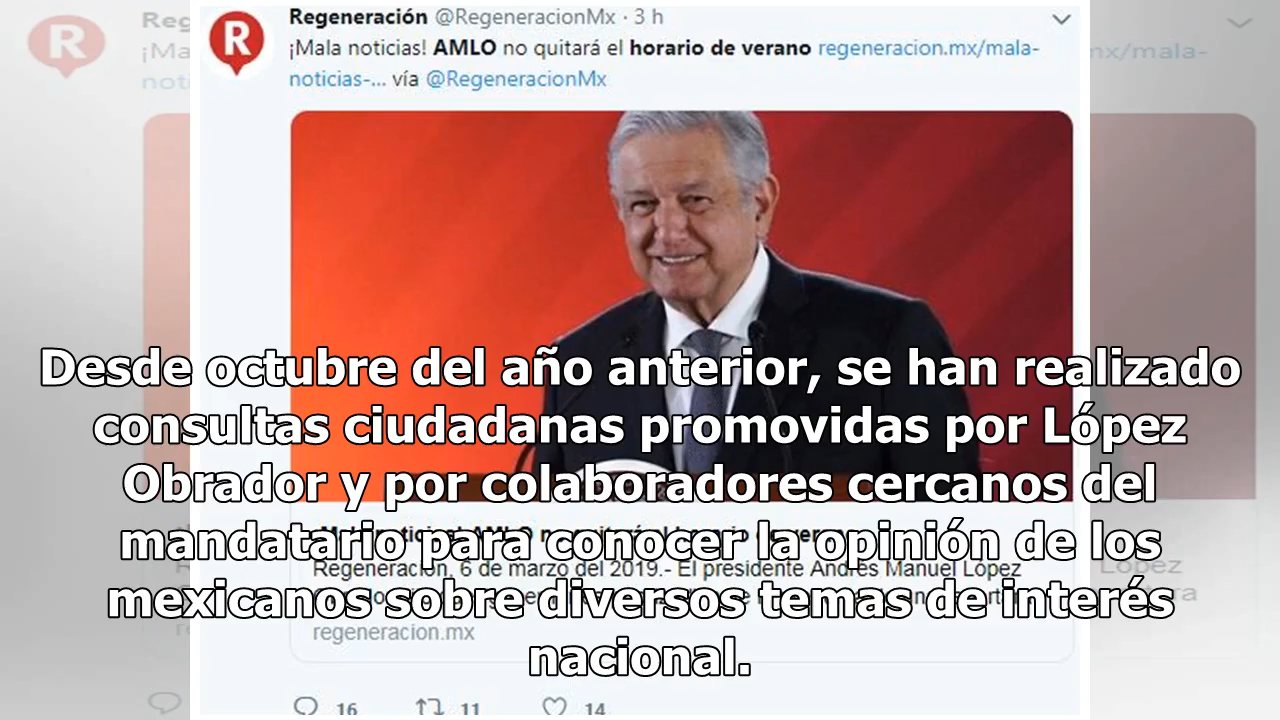 Regeneración @RegeneracionMx · 3 h
¡Mala noticias! AMLO no quitará el horario de verano regeneracion.mx/mala-
noticias-... vía @RegeneracionMx
Desde octubre del año anterior, se han realizado
consultas ciudadanas promovidas por López
Obrador y por colaboradores cercanos del
mandatario para conocer la opinión de los
mexicanos sobre diversos temas de interés
nacional.
Regeneración, 6 de marzo del 2019.- El presidente Andrés Manuel López
regeneracion.mx
16 11 14